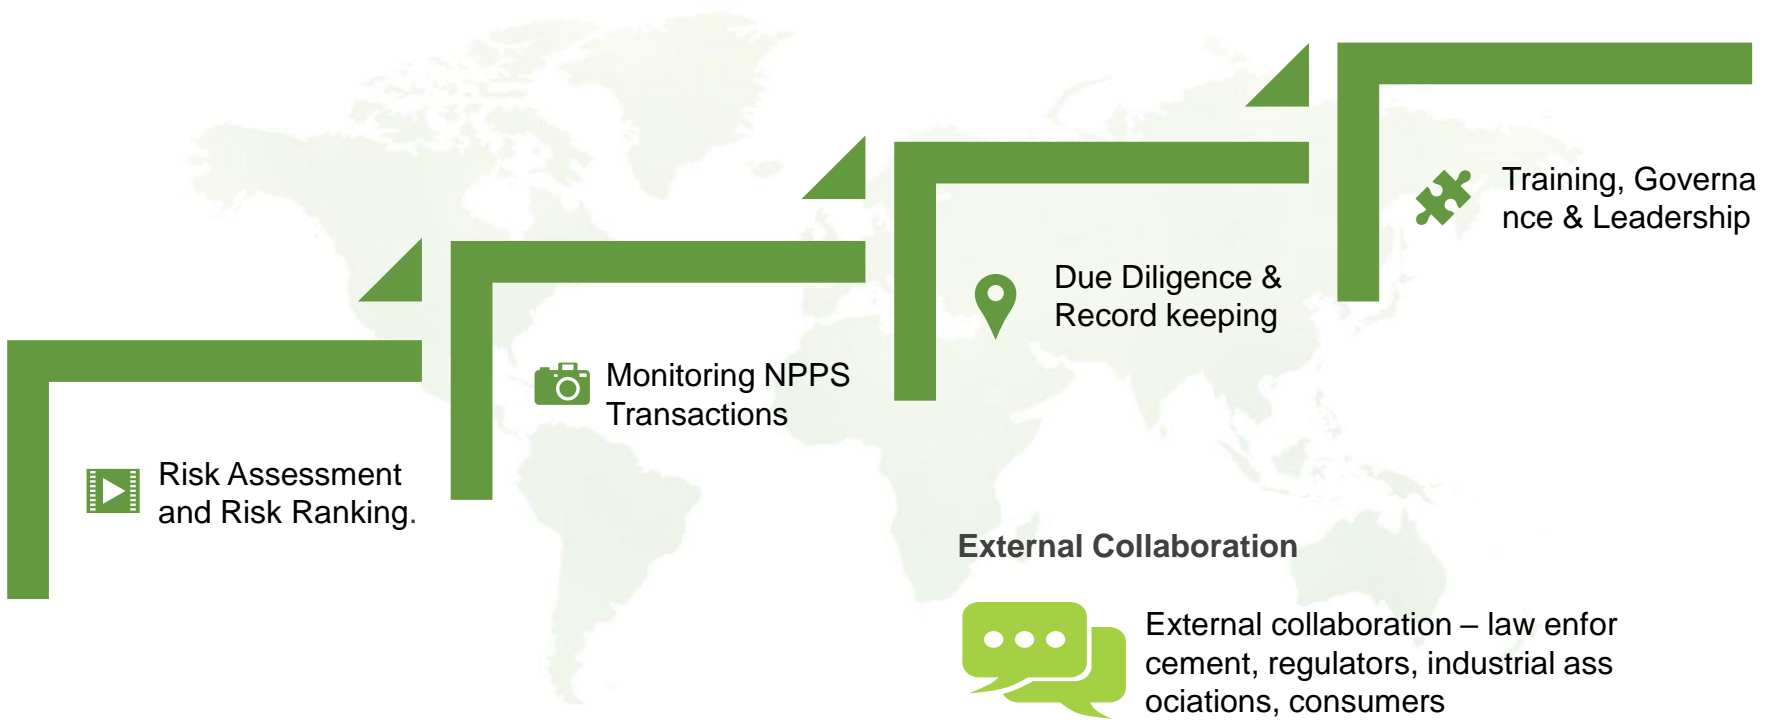 Risk Assessment
and Risk Ranking.
Monitoring NPPS
Transactions
Due Diligence &
Record keeping
Training, Governa
nce & Leadership
External Collaboration
External collaboration – law enfor
cement, regulators, industrial ass
ociations, consumers